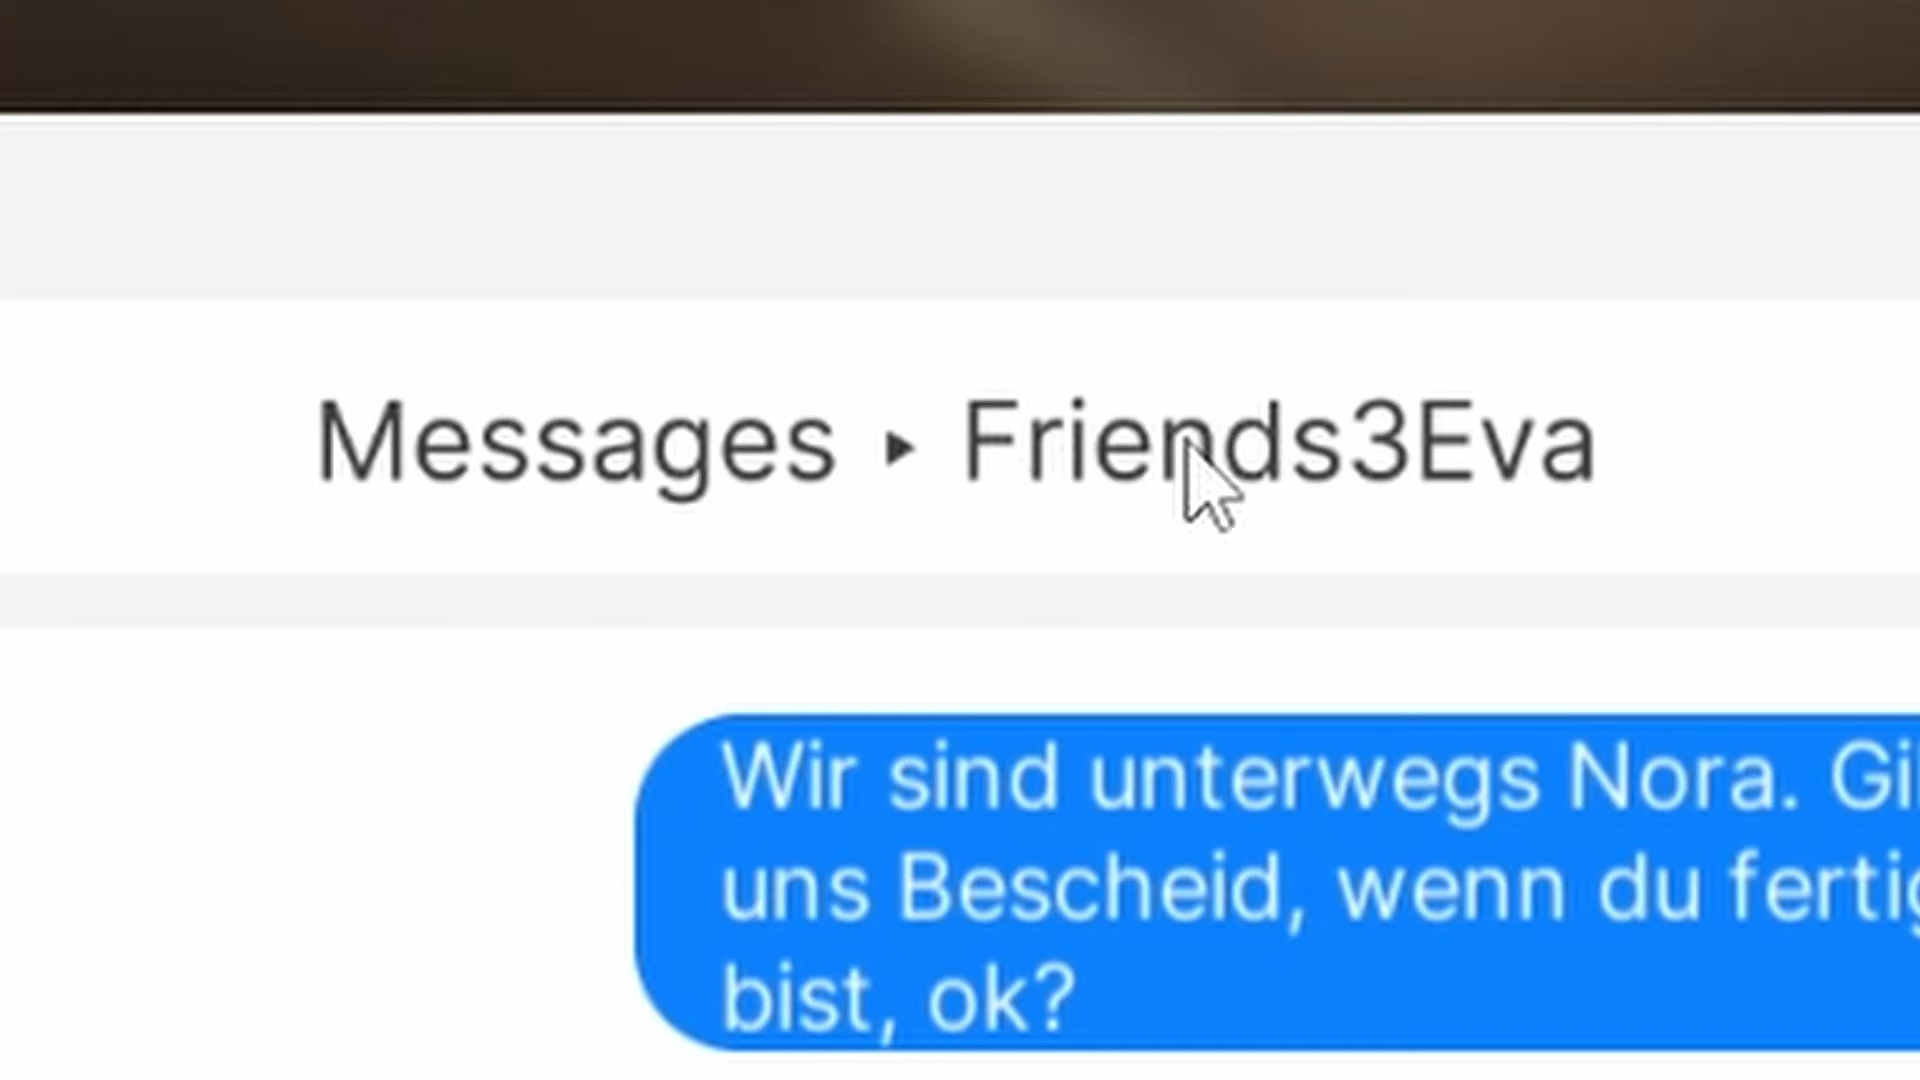 Messages ▸ Friends3Eva
Wir sind unterwegs Nora.
uns Bescheid, wenn du
bist, ok?